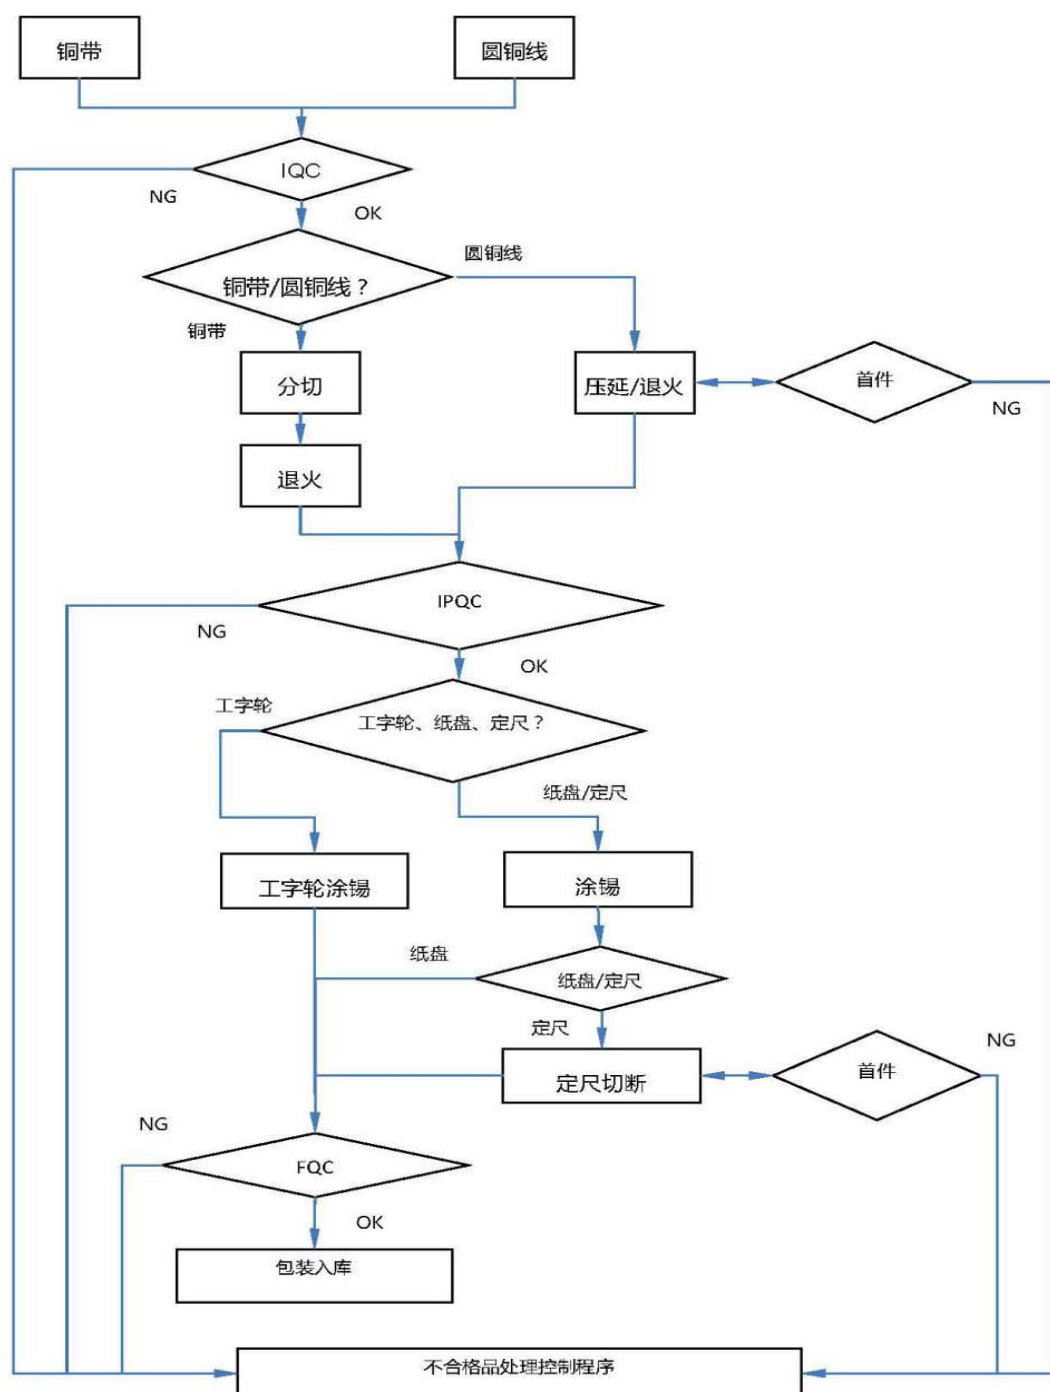 铜带
圆铜线
IQC
NG
OK
圆铜线
铜带/圆铜线？
铜带
分切
压延/退火
首件
NG
退火
IPQC
NG
OK
工字轮
工字轮、纸盘、定尺？
纸盘/定尺
工字轮涂锡
涂锡
纸盘
纸盘/定尺
定尺
NG
定尺切断
首件
NG
FQC
OK
包装入库
不合格品处理控制程序